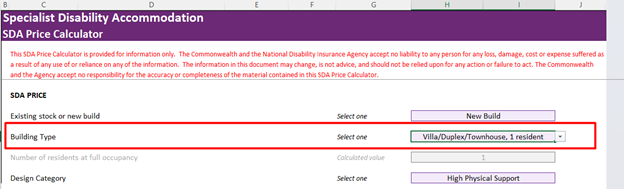 B C D E F G H I J
Specialist Disability Accommodation
SDA Price Calculator
This SDA Price Calculator is provided for information only. The Commonwealth and the National Disability Insurance Agency accept no liability to any person for any loss, damage, cost or expense suffered as
a result of any use of or reliance on any of the information. The information in this document may change, is not advice, and should not be relied upon for any action or failure to act. The Commonwealth
and the Agency accept no responsibility for the accuracy or completeness of the material contained in this SDA Price Calculator.
SDA PRICE
Existing stock or new build Select one New Build
Building Type Select one Villa/Duplex/Townhouse, 1 resident
Number of residents at full occupancy Calculated value 1
Design Category Select one High Physical Support